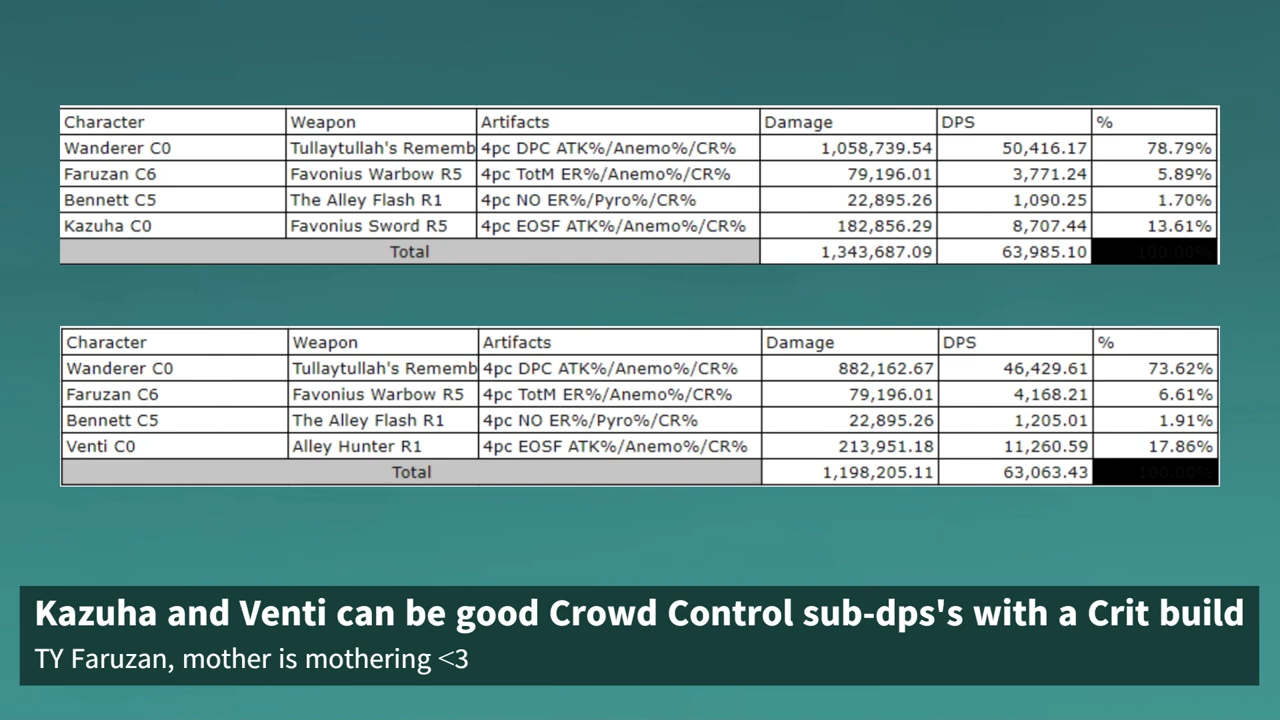 Character Weapon Artifacts Damage DPS %
Wanderer C0 Tullaytullah's Rememb 4pc DPC ATK%/Anemo%/CR% 1,058,739.54 50,416.17 78.79%
Faruzan C6 Favonius Warbow R5 4pc TotM ER%/Anemo%/CR% 79,196.01 3,771.24 5.89%
Bennett C5 The Alley Flash R1 4pc NO ER%/Pyro%/CR% 22,895.26 1,090.25 1.70%
Kazuha C0 Favonius Sword R5 4pc EOSF ATK%/Anemo%/CR% 182,856.29 8,707.44 13.61%
Total 1,343,687.09 63,985.10 100.00%
Character Weapon Artifacts Damage DPS %
Wanderer C0 Tullaytullah's Rememb 4pc DPC ATK%/Anemo%/CR% 882,162.67 46,429.61 73.62%
Faruzan C6 Favonius Warbow R5 4pc TotM ER%/Anemo%/CR% 79,196.01 4,168.21 6.61%
Bennett C5 The Alley Flash R1 4pc NO ER%/Pyro%/CR% 22,895.26 1,205.01 1.91%
Venti C0 Alley Hunter R1 4pc EOSF ATK%/Anemo%/CR% 213,951.18 11,260.59 17.86%
Total 1,198,205.11 63,063.43 100.00%
Kazuha and Venti can be good Crowd Control sub-dps's with a Crit build
TY Faruzan, mother is mothering <3